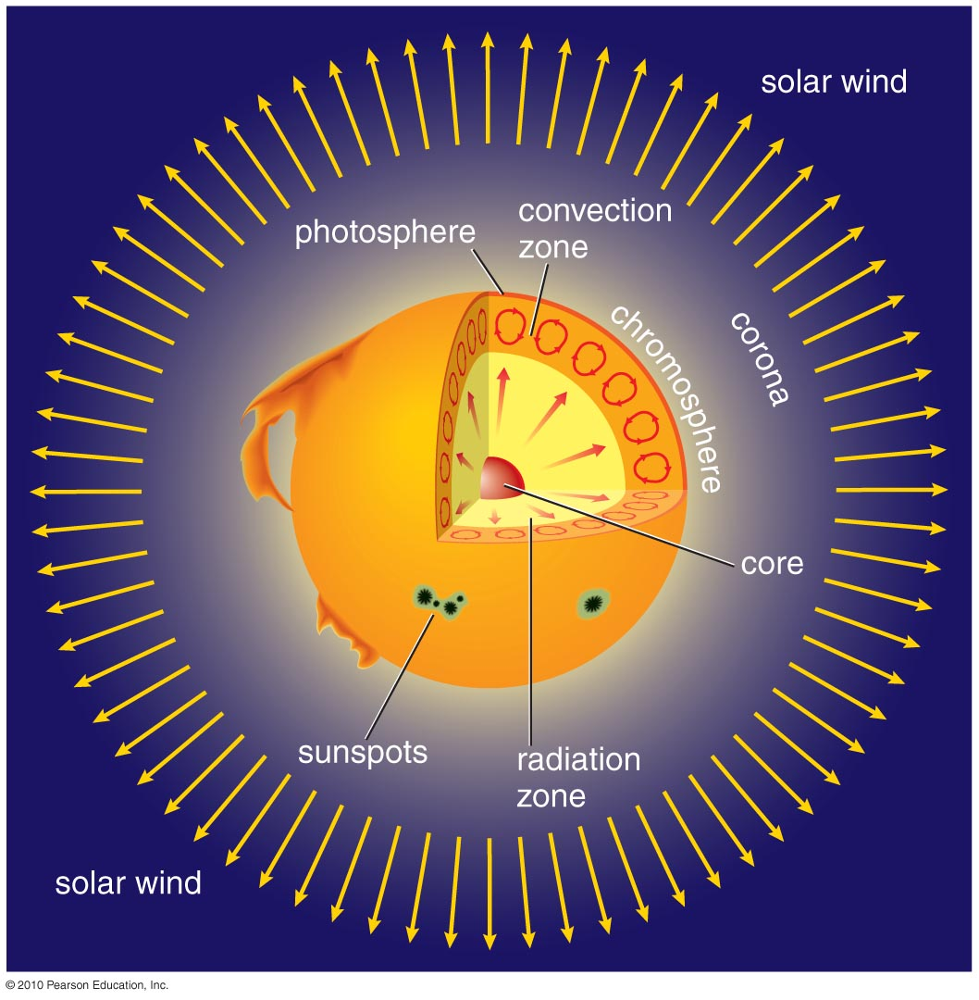 solar wind
convection
zone
photosphere
chromosphere
corona
core
sunspots
radiation
zone
solar wind
© 2010 Pearson Education, Inc.